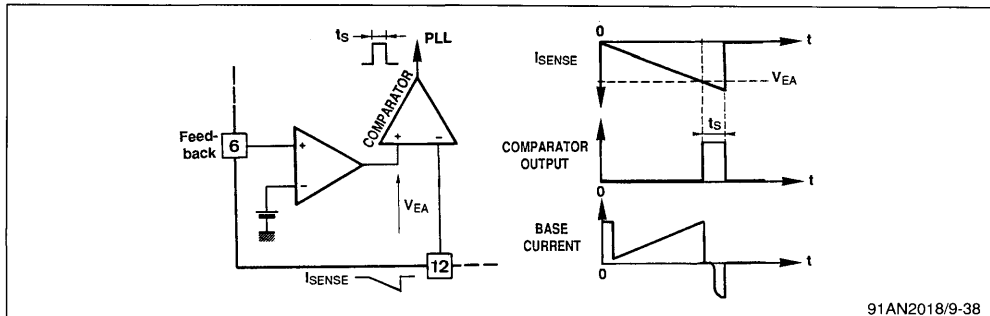 tS
PLL
COMPARATOR
Feed-
back
6
+
-
+
-
VEA
12
ISENSE
0
t
ISENSE
VEA
tS
COMPARATOR
OUTPUT
0
t
BASE
CURRENT
0
t
91AN2018/9-38